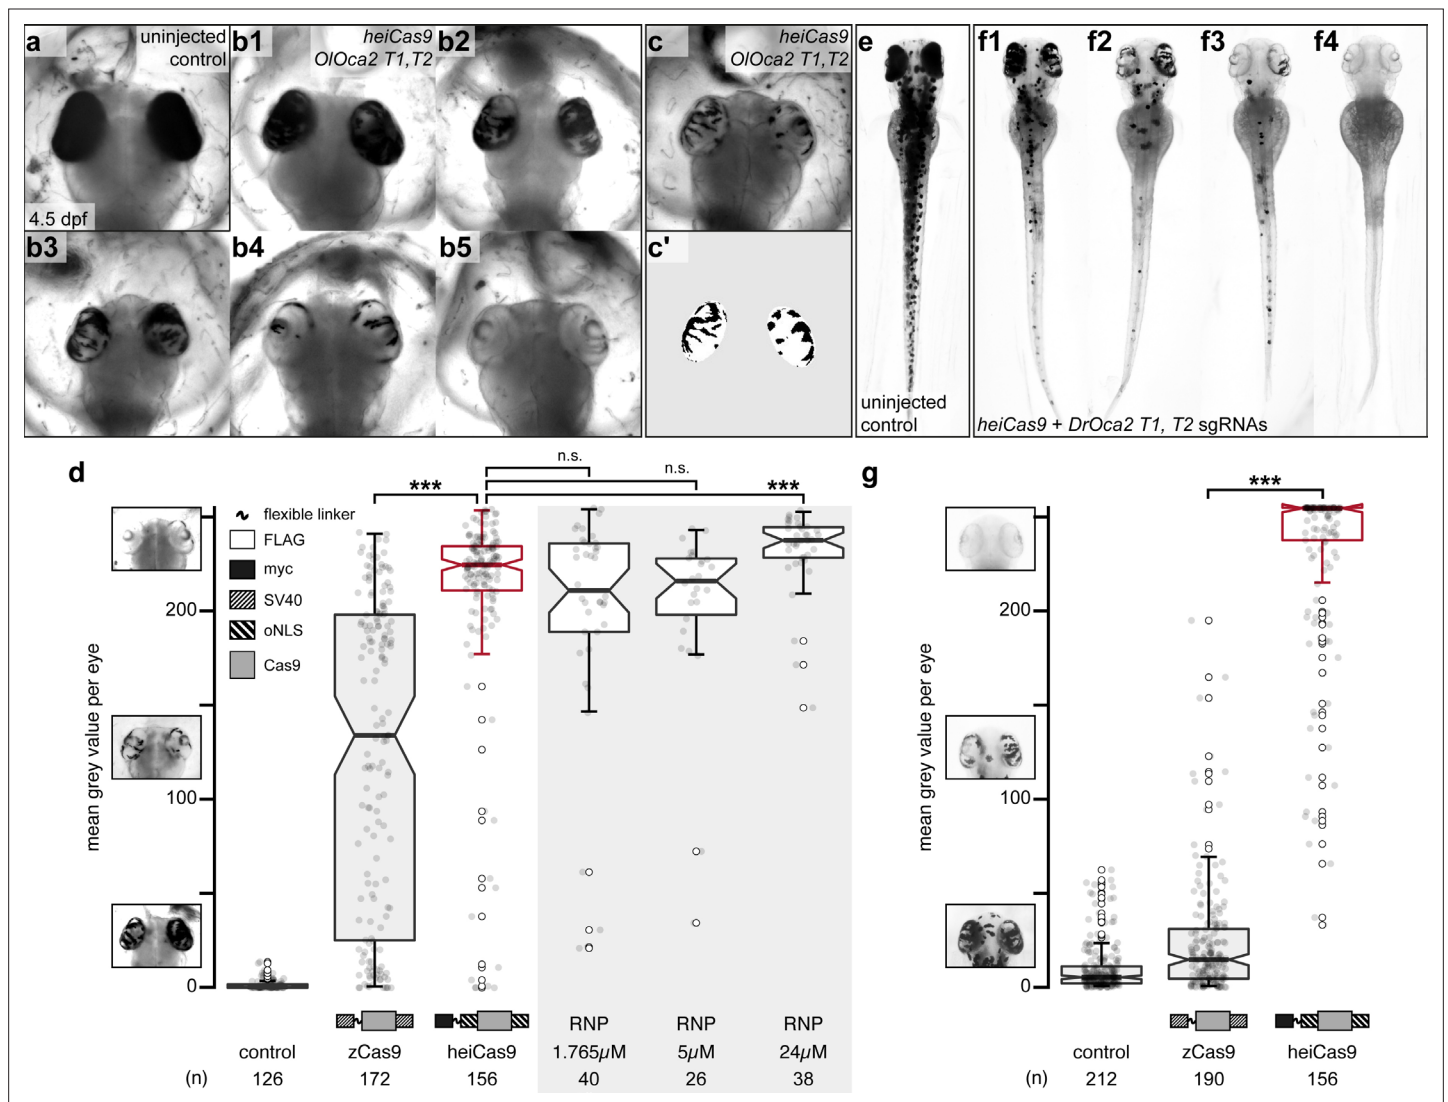 a
uninjected
control
4.5 dpf
b1
heiCas9
OlOca2 T1,T2
b2
b3
b4
b5
c
heiCas9
OlOca2 T1,T2
c'
e
uninjected
control
f1
f2
f3
f4
heiCas9 + DrOca2 T1, T2 sgRNAs
d
mean grey value per eye
200
100
0
flexible linker
FLAG
myc
SV40
oNLS
Cas9
***
n.s.
n.s.
***
RNP
RNP
RNP
control
zCas9
heiCas9
1.765µM
5µM
24µM
(n)
126
172
156
40
26
38
g
mean grey value per eye
200
100
0
***
control
zCas9
heiCas9
(n)
212
190
156